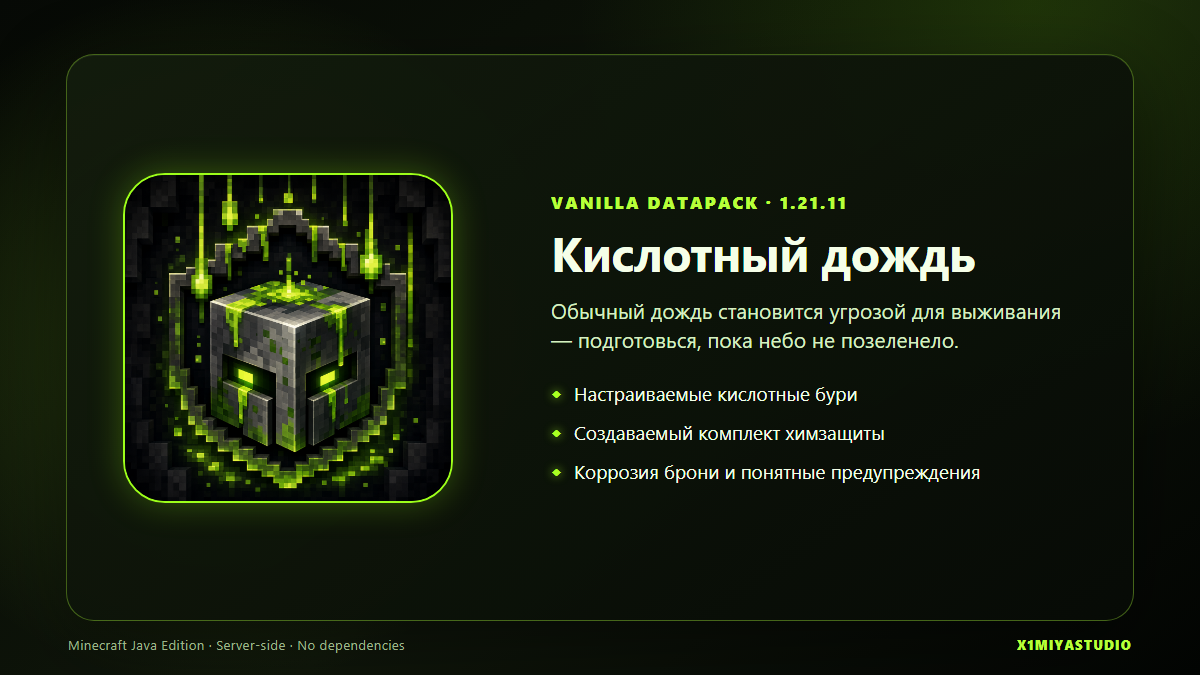 VANILLA DATAPACK · 1.21.11
Кислотный дождь
Обычный дождь становится угрозой для выживания
— подготовься, пока небо не позеленело.
Настраиваемые кислотные бури
Создаваемый комплект химзащиты
Коррозия брони и понятные предупреждения
Minecraft Java Edition · Server-side · No dependencies
X1MIYASTUDIO